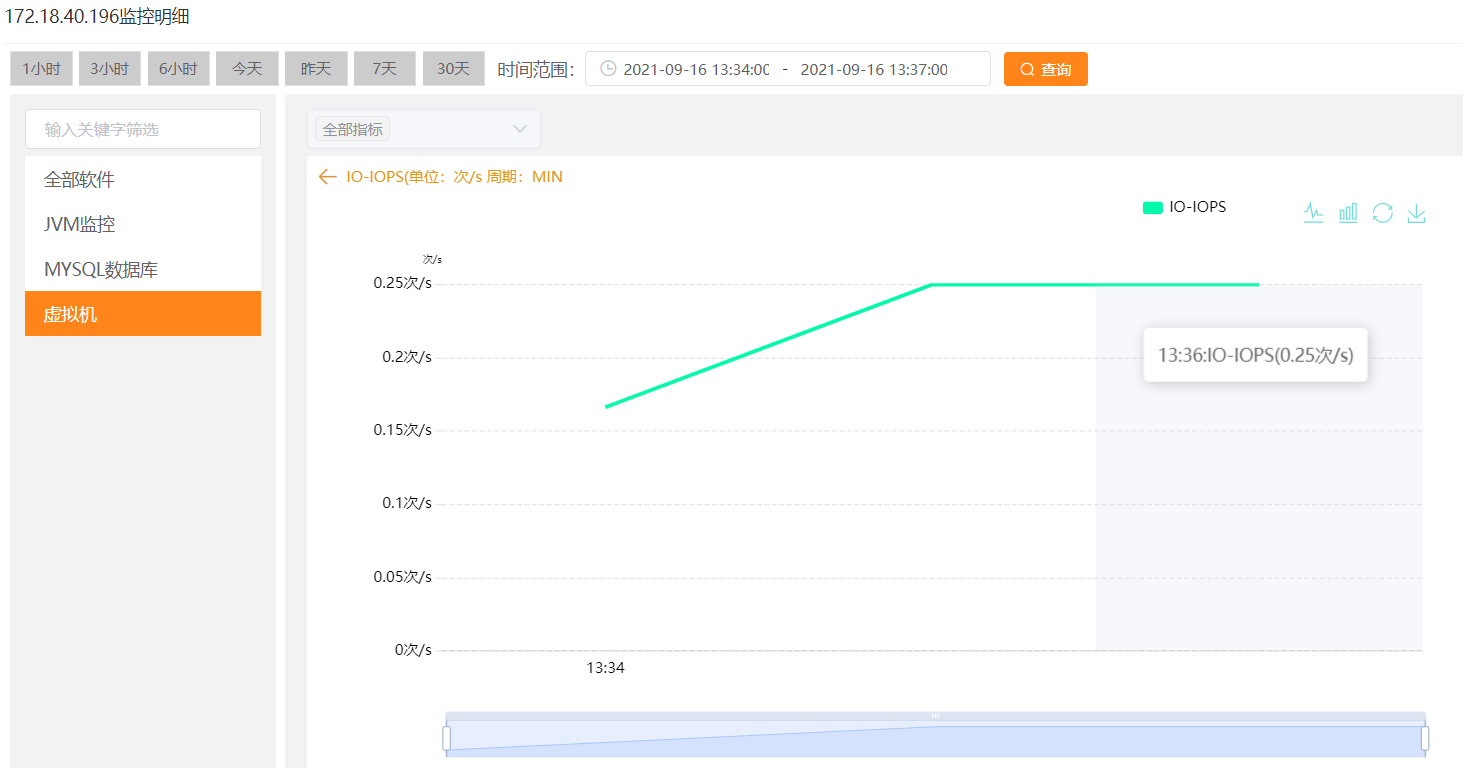 172.18.40.196监控明细
1小时 3小时 6小时 今天 昨天 7天 30天 时间范围: 2021-09-16 13:34:00 - 2021-09-16 13:37:00 查询
输入关键字筛选
全部指标
全部软件
JVM监控
MYSQL数据库
虚拟机
IO-IOPS(单位：次/s 周期：MIN
IO-IOPS
次/s
0.25次/s
0.2次/s
13:36:IO-IOPS(0.25次/s)
0.15次/s
0.1次/s
0.05次/s
0次/s
13:34